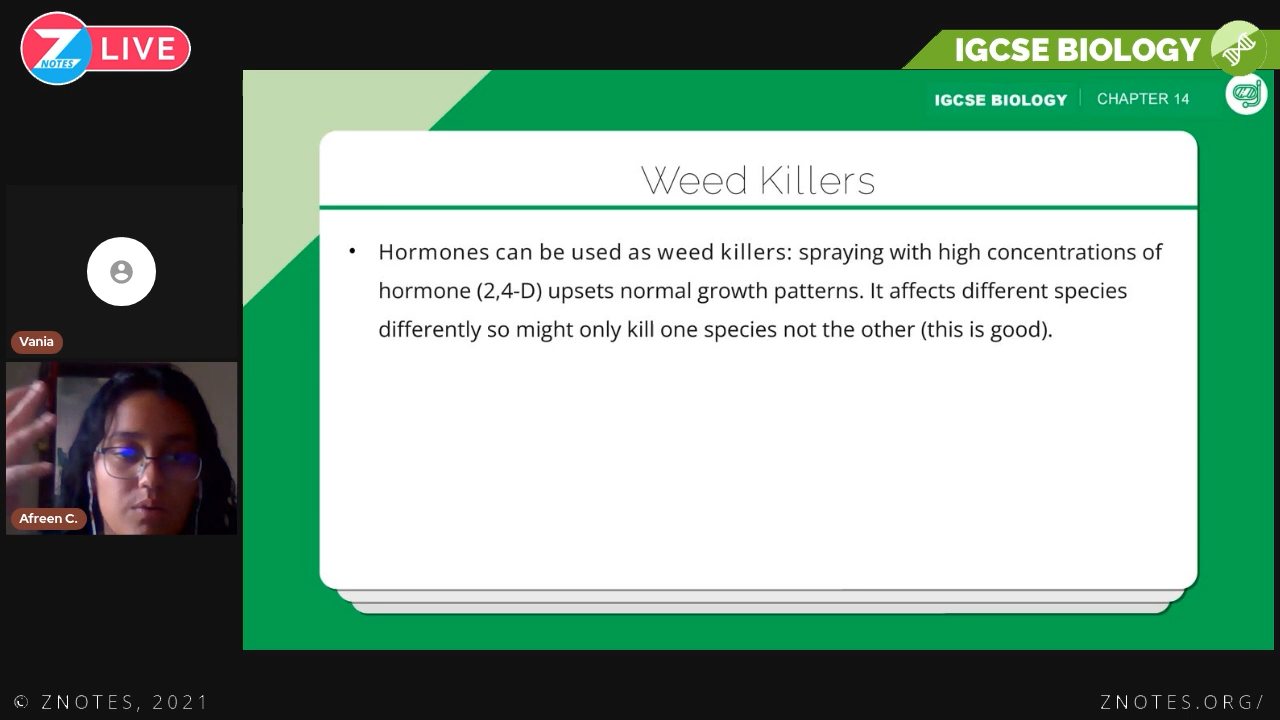 Z NOTES LIVE
IGCSE BIOLOGY
IGCSE BIOLOGY | CHAPTER 14
Weed Killers
• Hormones can be used as weed killers: spraying with high concentrations of
hormone (2,4-D) upsets normal growth patterns. It affects different species
differently so might only kill one species not the other (this is good).
Vania
Afreen C.
© ZNOTES, 2021
ZNOTES.ORG/